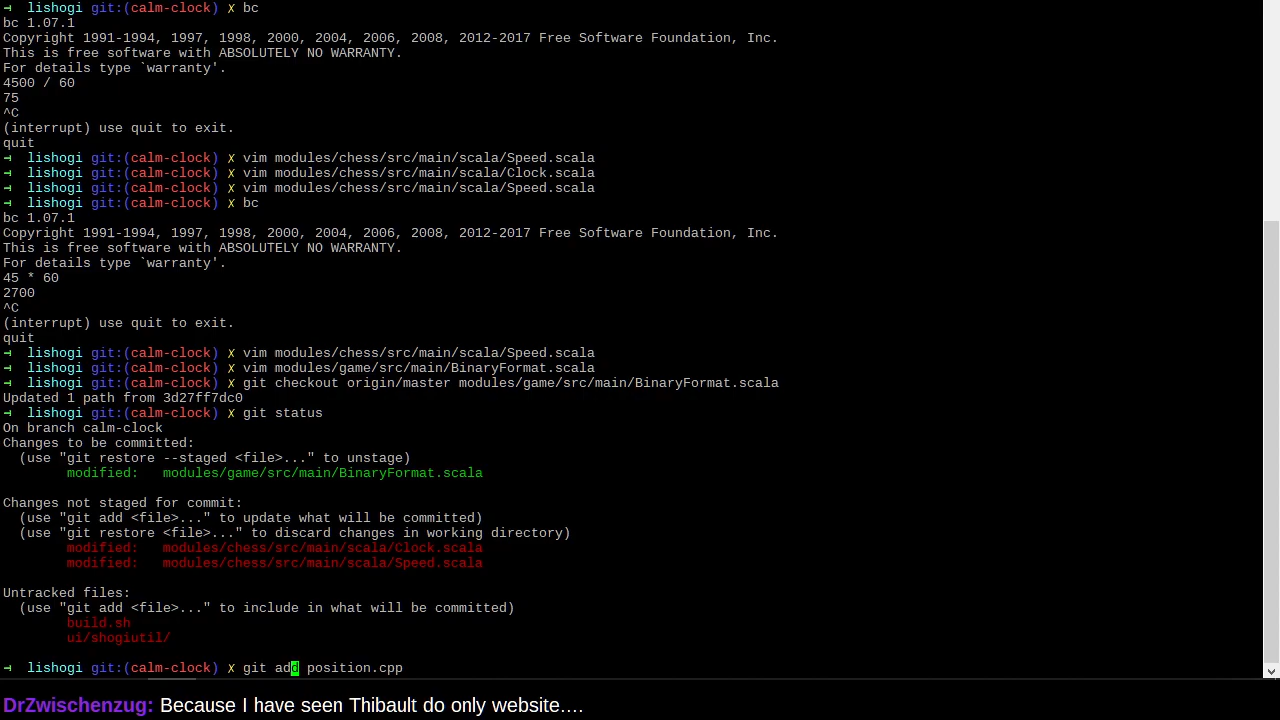 ⊣  lishogi git:(calm-clock) ✗ bc
bc 1.07.1
Copyright 1991-1994, 1997, 1998, 2000, 2004, 2006, 2008, 2012-2017 Free Software Foundation, Inc.
This is free software with ABSOLUTELY NO WARRANTY.
For details type `warranty'.
4500 / 60
75
^C
(interrupt) use quit to exit.
quit
⊣  lishogi git:(calm-clock) ✗ vim modules/chess/src/main/scala/Speed.scala
⊣  lishogi git:(calm-clock) ✗ vim modules/chess/src/main/scala/Clock.scala
⊣  lishogi git:(calm-clock) ✗ vim modules/chess/src/main/scala/Speed.scala
⊣  lishogi git:(calm-clock) ✗ bc
bc 1.07.1
Copyright 1991-1994, 1997, 1998, 2000, 2004, 2006, 2008, 2012-2017 Free Software Foundation, Inc.
This is free software with ABSOLUTELY NO WARRANTY.
For details type `warranty'.
45 * 60
2700
^C
(interrupt) use quit to exit.
quit
⊣  lishogi git:(calm-clock) ✗ vim modules/chess/src/main/scala/Speed.scala
⊣  lishogi git:(calm-clock) ✗ vim modules/game/src/main/BinaryFormat.scala
⊣  lishogi git:(calm-clock) ✗ git checkout origin/master modules/game/src/main/BinaryFormat.scala
Updated 1 path from 3d27ff7dc0
⊣  lishogi git:(calm-clock) ✗ git status
On branch calm-clock
Changes to be committed:
  (use "git restore --staged <file>..." to unstage)
        modified:   modules/game/src/main/BinaryFormat.scala
Changes not staged for commit:
  (use "git add <file>..." to update what will be committed)
  (use "git restore <file>..." to discard changes in working directory)
        modified:   modules/chess/src/main/scala/Clock.scala
        modified:   modules/chess/src/main/scala/Speed.scala
Untracked files:
  (use "git add <file>..." to include in what will be committed)
        build.sh
        ui/shogiutil/
⊣  lishogi git:(calm-clock) ✗ git add position.cpp
DrZwischenzug: Because I have seen Thibault do only website....